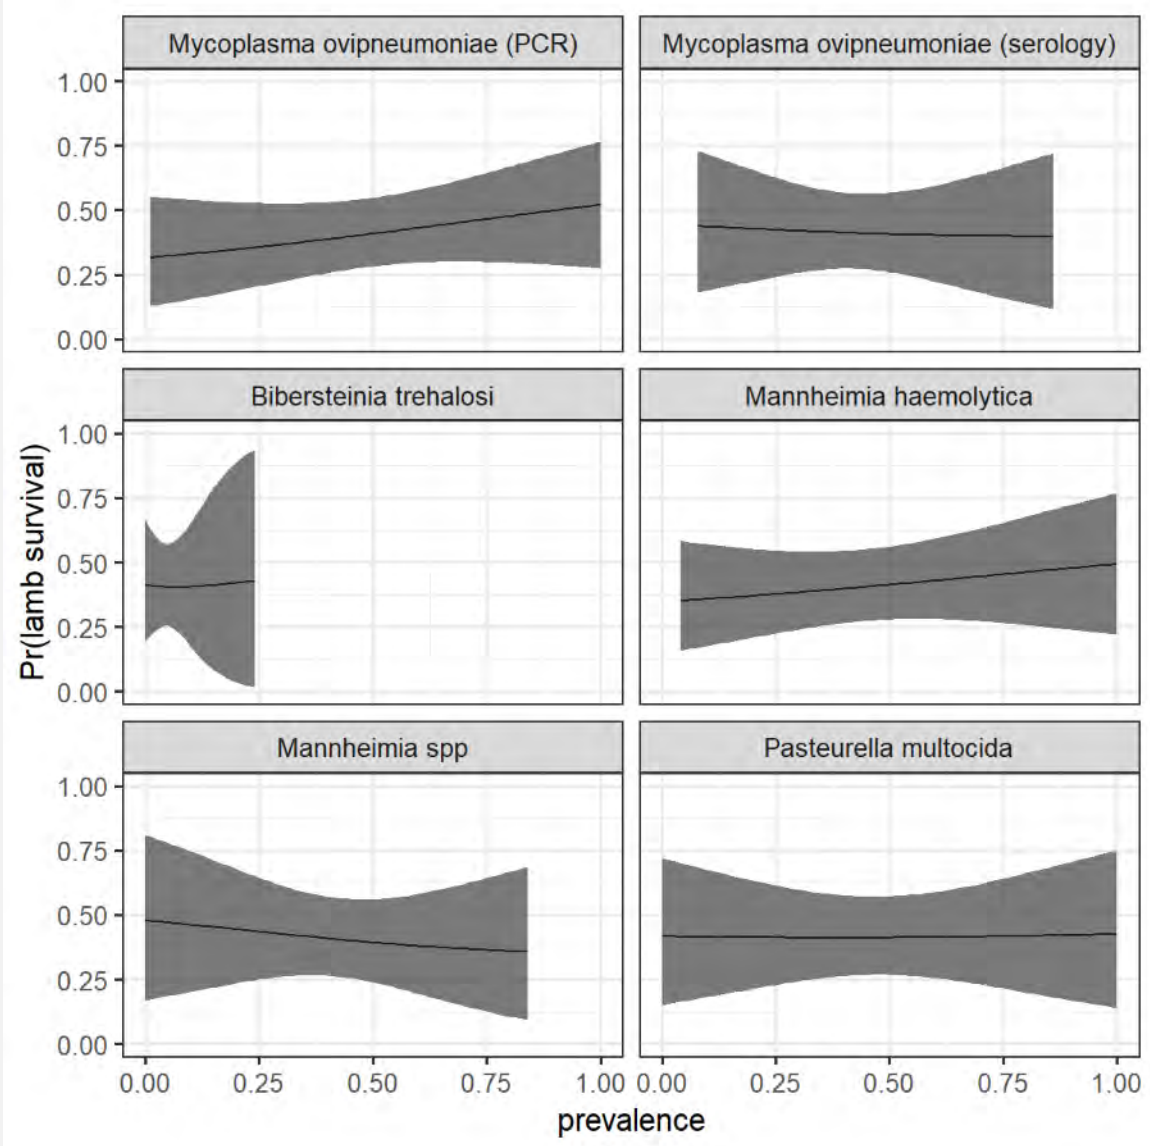 Mycoplasma ovipneumoniae (PCR)
Mycoplasma ovipneumoniae (serology)
1.00
0.75
0.50
0.25
0.00
Bibersteinia trehalosi
Mannheimia haemolytica
1.00
0.75
0.50
0.25
0.00
Pr(lamb survival)
Mannheimia spp
Pasteurella multocida
1.00
0.75
0.50
0.25
0.00
0.00 0.25 0.50 0.75 1.00 0.00 0.25 0.50 0.75 1.00
prevalence